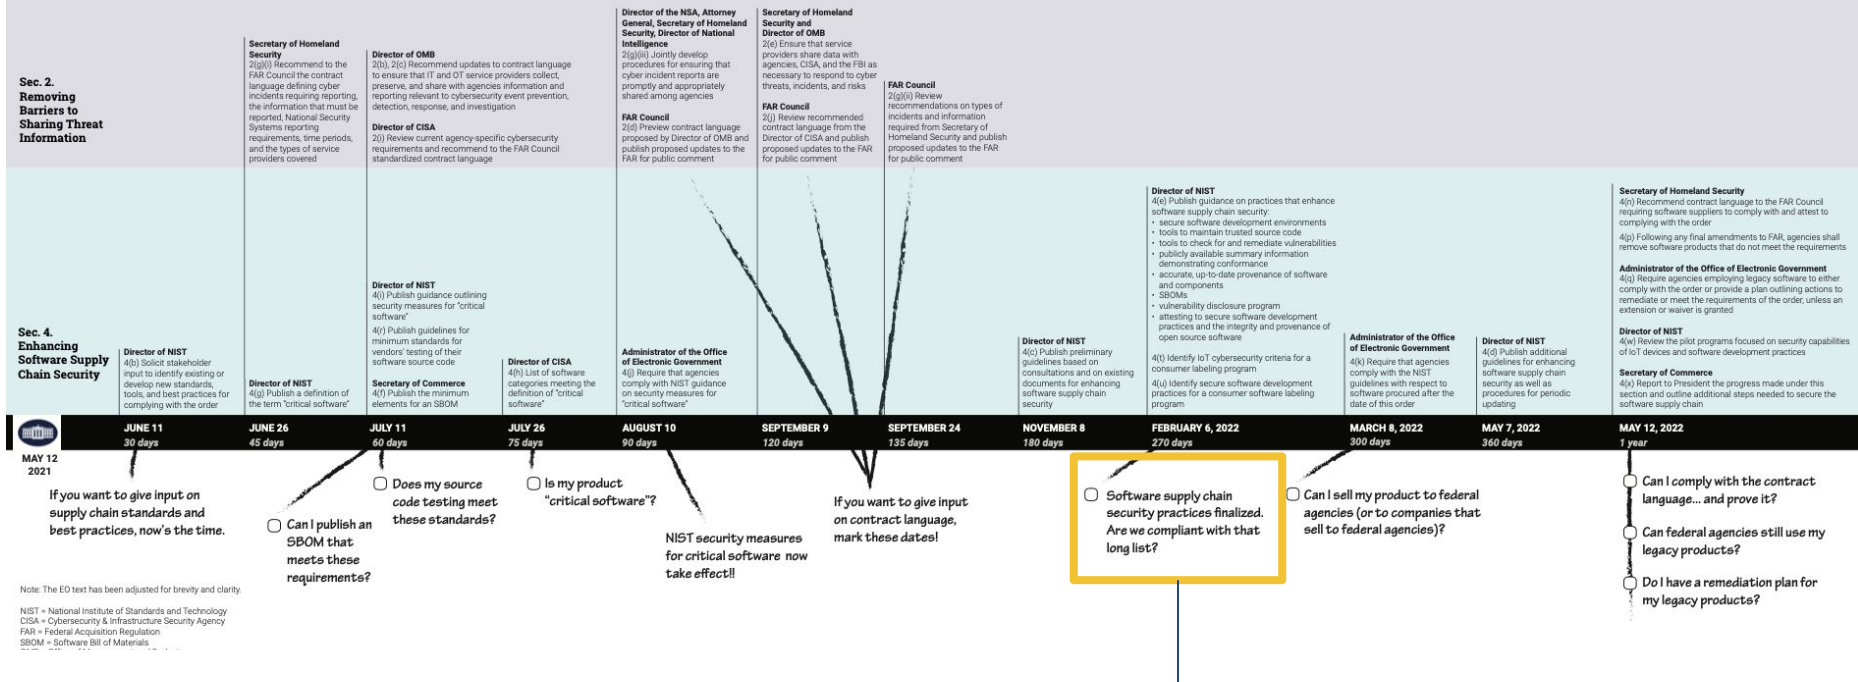 Sec. 2.
Removing
Barriers to
Sharing Threat
Information
Secretary of Homeland
Security
2(g)(i) Recommend to the
FAR Council the contract
language defining cyber
incidents requiring reporting,
the information that must be
reported, National Security
Systems reporting
requirements, time periods,
and the types of service
providers covered
Director of OMB
2(b), 2(c) Recommend updates to contract language
to ensure that IT and OT service providers collect,
preserve, and share with agencies information and
reporting relevant to cybersecurity event prevention,
detection, response, and investigation
Director of CISA
2(i) Review current agency-specific cybersecurity
requirements and recommend to the FAR Council
standardized contract language
Director of the NSA, Attorney
General, Secretary of Homeland
Security, Director of National
Intelligence
2(g)(iii) Jointly develop
procedures for ensuring that
cyber incident reports are
promptly and appropriately
shared among agencies
FAR Council
2(d) Preview contract language
proposed by Director of OMB and
publish proposed updates to the
FAR for public comment
Secretary of Homeland
Security and
Director of OMB
2(e) Ensure that service
providers share data with
agencies, CISA, and the FBI as
necessary to respond to cyber
threats, incidents, and risks
FAR Council
2(j) Review recommended
contract language from the
Director of CISA and publish
proposed updates to the FAR
for public comment
FAR Council
2(g)(ii) Review
recommendations on types of
incidents and information
required from Secretary of
Homeland Security and publish
proposed updates to the FAR
for public comment
Sec. 4.
Enhancing
Software Supply
Chain Security
Director of NIST
4(b) Solicit stakeholder
input to identify existing or
develop new standards,
tools, and best practices for
complying with the order
Director of NIST
4(g) Publish a definition of
the term "critical software"
Director of NIST
4(i) Publish guidance outlining
security measures for "critical
software"
4(r) Publish guidelines for
minimum standards for
vendors' testing of their
software source code
Secretary of Commerce
4(f) Publish the minimum
elements for an SBOM
Director of CISA
4(h) List of software
categories meeting the
definition of "critical
software"
Administrator of the Office
of Electronic Government
4(j) Require that agencies
comply with NIST guidance
on security measures for
"critical software"
Director of NIST
4(c) Publish preliminary
guidelines based on
consultations and on existing
documents for enhancing
software supply chain
security
Director of NIST
4(e) Publish guidance on practices that enhance
software supply chain security:
• secure software development environments
• tools to maintain trusted source code
• tools to check for and remediate vulnerabilities
• publicly available summary information
demonstrating conformance
• accurate, up-to-date provenance of software
and components
• SBOMs
• vulnerability disclosure program
• attesting to secure software development
practices and the integrity and provenance of
open source software
4(t) Identify IoT cybersecurity criteria for a
consumer labeling program
4(u) Identify secure software development
practices for a consumer software labeling
program
Administrator of the Office
of Electronic Government
4(k) Require that agencies
comply with the NIST
guidelines with respect to
software procured after the
date of this order
Director of NIST
4(d) Publish additional
guidelines for enhancing
software supply chain
security as well as
procedures for periodic
updating
Secretary of Homeland Security
4(n) Recommend contract language to the FAR Council
requiring software suppliers to comply with and attest to
complying with the order
4(p) Following any final amendments to FAR, agencies shall
remove software products that do not meet the requirements
Administrator of the Office of Electronic Government
4(q) Require agencies employing legacy software to either
comply with the order or provide a plan outlining actions to
remediate or meet the requirements of the order, unless an
extension or waiver is granted
Director of NIST
4(w) Review the pilot programs focused on security capabilities
of IoT devices and software development practices
Secretary of Commerce
4(x) Report to President the progress made under this
section and outline additional steps needed to secure the
software supply chain
MAY 12
2021
JUNE 11
30 days
JUNE 26
45 days
JULY 11
60 days
JULY 26
75 days
AUGUST 10
90 days
SEPTEMBER 9
120 days
SEPTEMBER 24
135 days
NOVEMBER 8
180 days
FEBRUARY 6, 2022
270 days
MARCH 8, 2022
300 days
MAY 7, 2022
360 days
MAY 12, 2022
1 year
If you want to give input on
supply chain standards and
best practices, now's the time.
Can I publish an
SBOM that
meets these
requirements?
Does my source
code testing meet
these standards?
Is my product
"critical software"?
NIST security measures
for critical software now
take effect!!
If you want to give input
on contract language,
mark these dates!
Software supply chain
security practices finalized.
Are we compliant with that
long list?
Can I sell my product to federal
agencies (or to companies that
sell to federal agencies)?
Can I comply with the contract
language... and prove it?
Can federal agencies still use my
legacy products?
Do I have a remediation plan for
my legacy products?
Note: The EO text has been adjusted for brevity and clarity.
NIST = National Institute of Standards and Technology
CISA = Cybersecurity & Infrastructure Security Agency
FAR = Federal Acquisition Regulation
SBOM = Software Bill of Materials